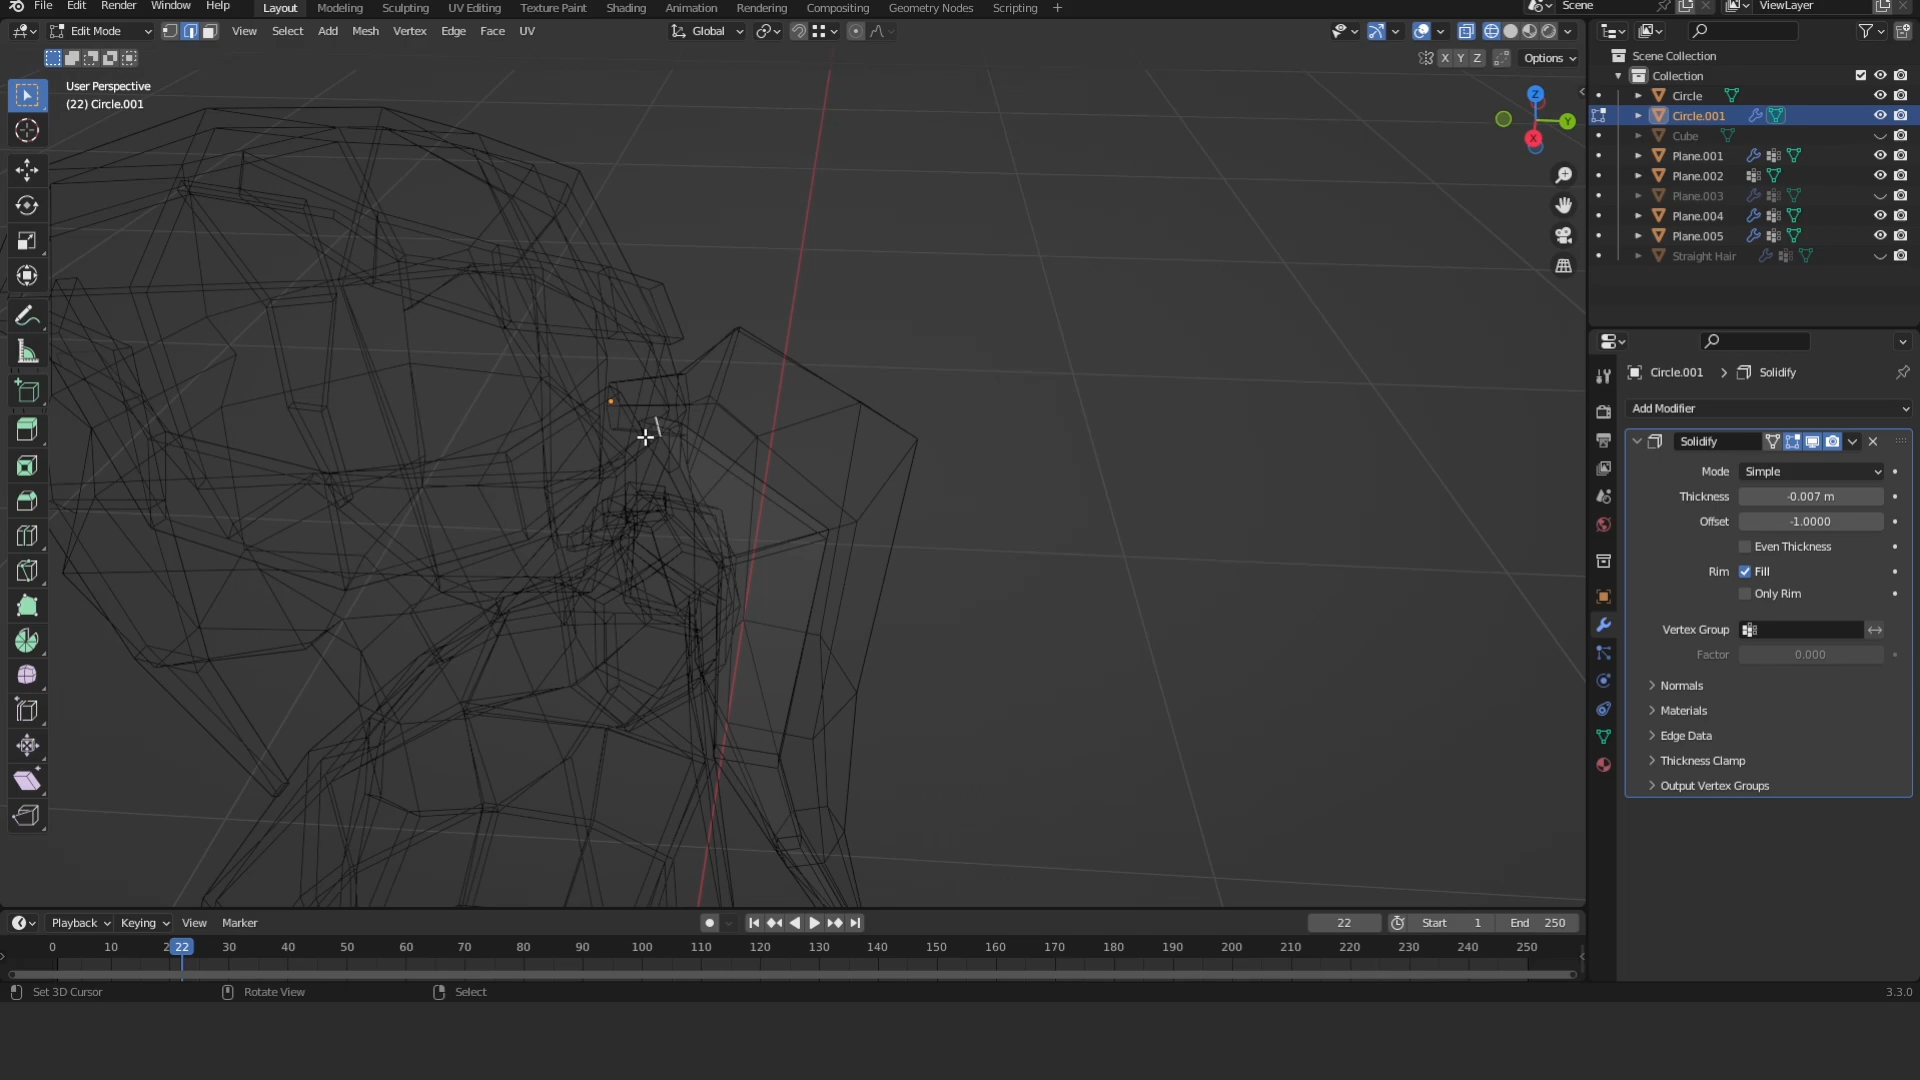 File Edit Render Window Help Layout Modeling Sculpting UV Editing Texture Paint Shading Animation Rendering Compositing Geometry Nodes Scripting + Scene ViewLayer
Edit Mode View Select Add Mesh Vertex Edge Face UV Global
X Y Z Options
User Perspective
(22) Circle.001
Z
Y
X
Scene Collection
Collection
Circle
Circle.001
Cube
Plane.001
Plane.002
Plane.003
Plane.004
Plane.005
Straight Hair
Circle.001 > Solidify
Add Modifier
Solidify
Mode Simple
Thickness -0.007 m
Offset -1.0000
Even Thickness
Rim Fill
Only Rim
Vertex Group
Factor 0.000
Normals
Materials
Edge Data
Thickness Clamp
Output Vertex Groups
Playback Keying View Marker 22 Start 1 End 250
0 10 22 30 40 50 60 70 80 90 100 110 120 130 140 150 160 170 180 190 200 210 220 230 240 250
Set 3D Cursor Rotate View Select 3.3.0